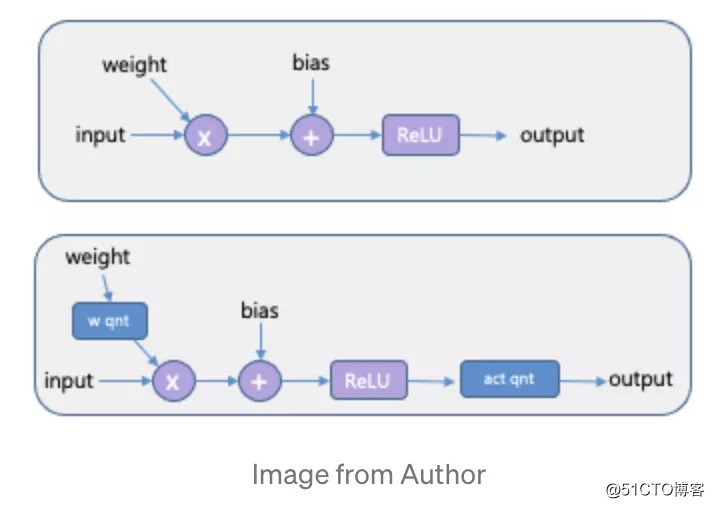 weight
bias
input
x
+
ReLU
output
weight
w qnt
bias
input
x
+
ReLU
act qnt
output
Image from Author
@51CTO博客